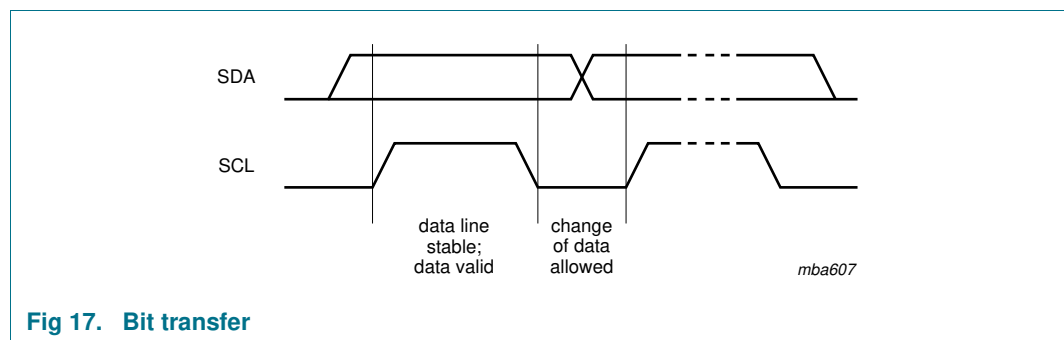 SDA
SCL
data line
stable;
data valid
change
of data
allowed
mba607
Fig 17. Bit transfer